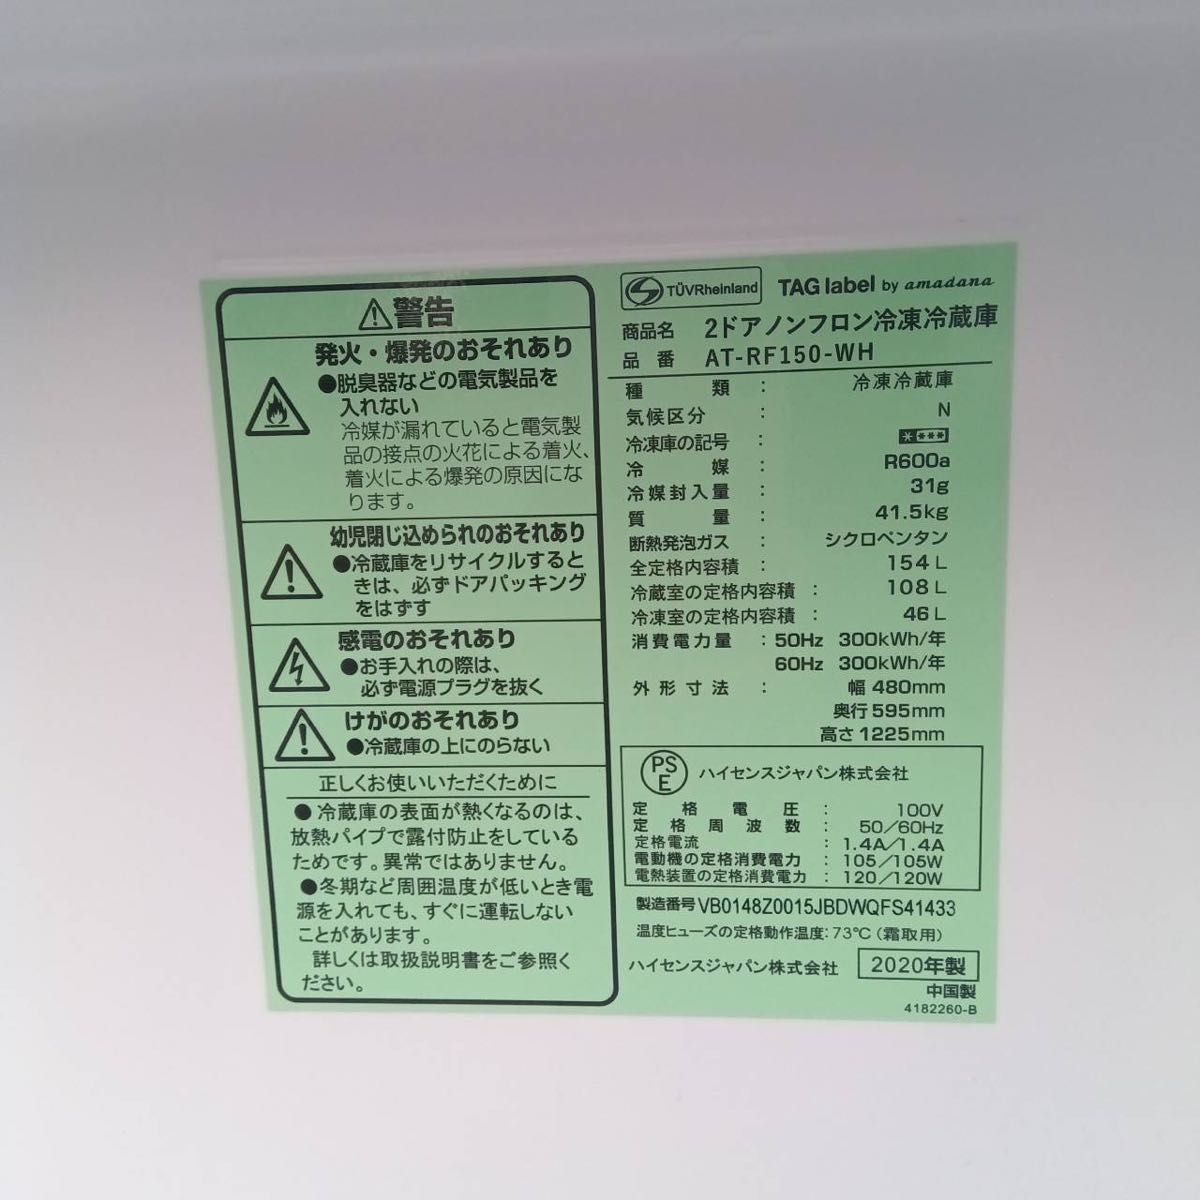 警告
発火・爆発のおそれあり
●脱臭器などの電気製品を
入れない
冷媒が漏れていると電気製
品の接点の火花による着火、
着火による爆発の原因にな
ります。
幼児閉じ込められのおそれあり
●冷蔵庫をリサイクルすると
きは、必ずドアパッキング
をはずす
感電のおそれあり
●お手入れの際は、
必ず電源プラグを抜く
けがのおそれあり
●冷蔵庫の上にのらない
正しくお使いいただくために
●冷蔵庫の表面が熱くなるのは、
放熱パイプで露付防止をしている
ためです。異常ではありません。
●冬期など周囲温度が低いとき電
源を入れても、すぐに運転しない
ことがあります。
詳しくは取扱説明書をご参照く
ださい。
TÜVRheinland TAG label by amadana
商品名 2ドアノンフロン冷凍冷蔵庫
品番 AT-RF150-WH
種類 : 冷凍冷蔵庫
気候区分 : N
冷凍庫の記号 : ****
冷媒 : R600a
冷媒封入量 : 31g
質量 : 41.5kg
断熱発泡ガス : シクロペンタン
全定格内容積 : 154L
冷蔵室の定格内容積 : 108L
冷凍室の定格内容積 : 46L
消費電力量 : 50Hz 300kWh/年
60Hz 300kWh/年
外形寸法 : 幅480mm
奥行595mm
高さ1225mm
PSE ハイセンスジャパン株式会社
定格電圧 : 100V
定格周波数 : 50/60Hz
定格電流 : 1.4A/1.4A
電動機の定格消費電力 : 105/105W
電熱装置の定格消費電力 : 120/120W
製造番号 VB0148Z0015JBDWQFS41433
温度ヒューズの定格動作温度:73℃(霜取用)
ハイセンスジャパン株式会社 2020年製
中国製
4182260-B